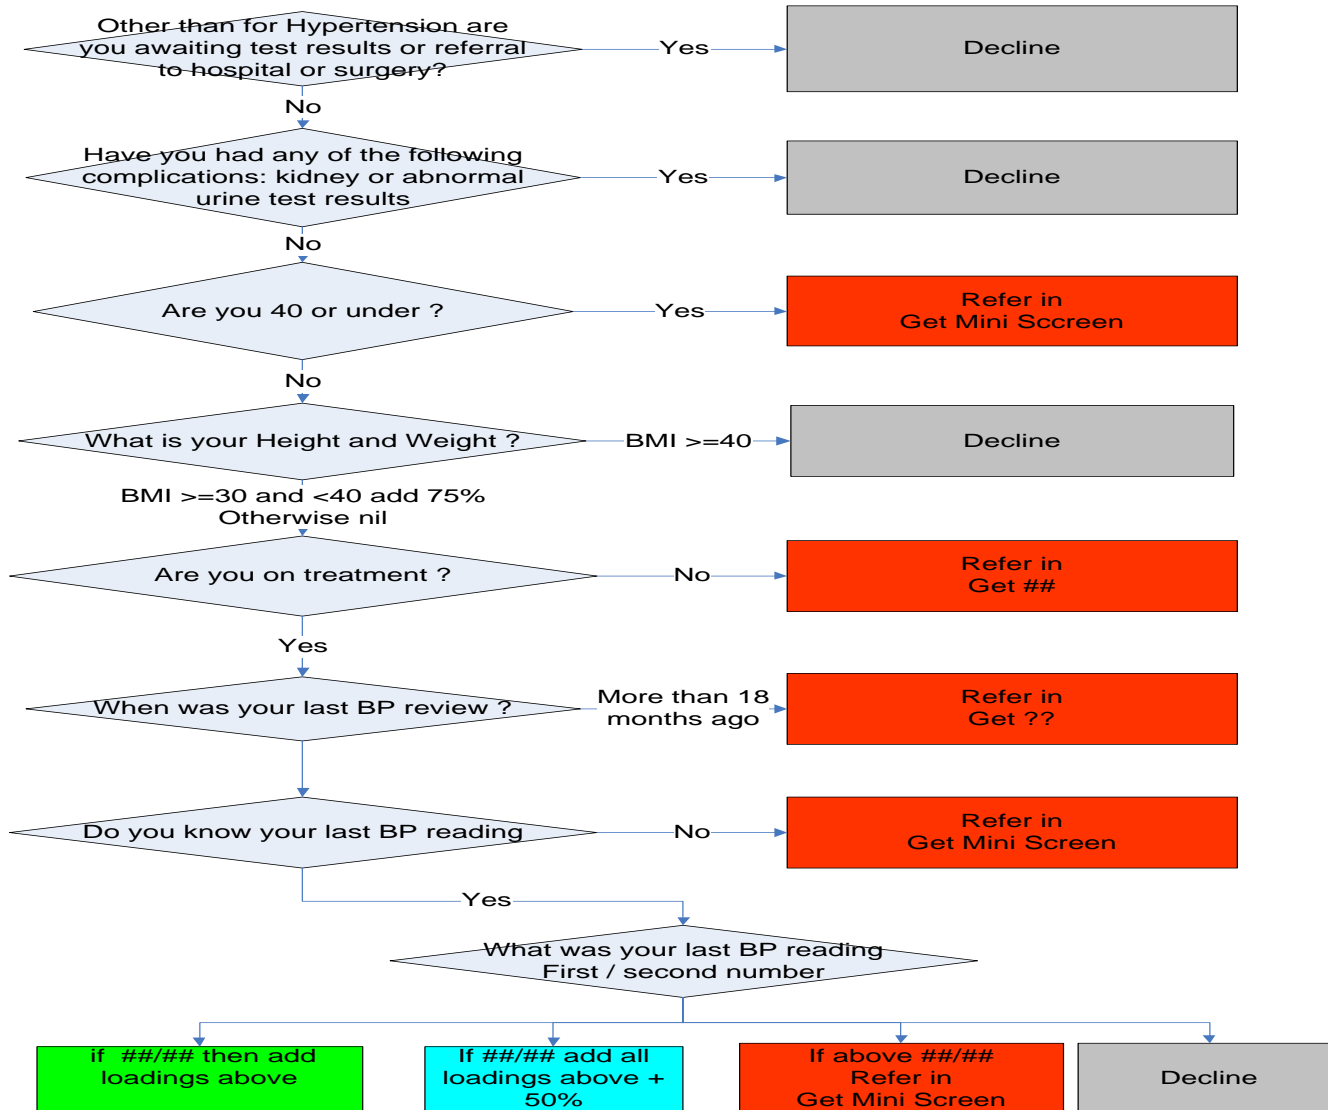 Other than for Hypertension are
you awaiting test results or referral
to hospital or surgery?
Yes
Decline
No
Have you had any of the following
complications: kidney or abnormal
urine test results
Yes
Decline
No
Are you 40 or under ?
Yes
Refer in
Get Mini Sccreen
No
What is your Height and Weight ?
BMI >=40
Decline
BMI >=30 and <40 add 75%
Otherwise nil
Are you on treatment ?
No
Refer in
Get ##
Yes
When was your last BP review ?
More than 18
months ago
Refer in
Get ??
Do you know your last BP reading
No
Refer in
Get Mini Screen
Yes
What was your last BP reading
First / second number
if ##/## then add
loadings above
If ##/## add all
loadings above +
50%
If above ##/##
Refer in
Get Mini Screen
Decline